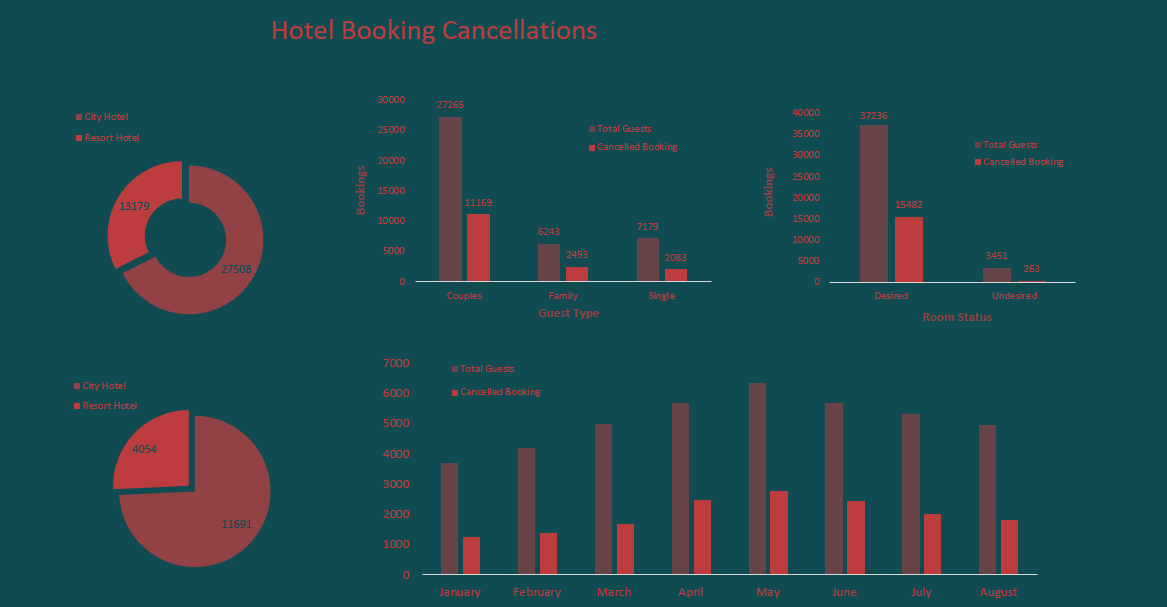 Hotel Booking Cancellations
City Hotel
Resort Hotel
13179
27508
30000
25000
20000
15000
10000
5000
0
Bookings
27265
11169
6243
2493
7179
2083
Total Guests
Cancelled Booking
Couples Family Single
Guest Type
40000
35000
30000
25000
20000
15000
10000
5000
0
Bookings
37236
15482
3451
263
Total Guests
Cancelled Booking
Desired Undesired
Room Status
City Hotel
Resort Hotel
4054
11691
7000
6000
5000
4000
3000
2000
1000
0
Total Guests
Cancelled Booking
January February March April May June July August